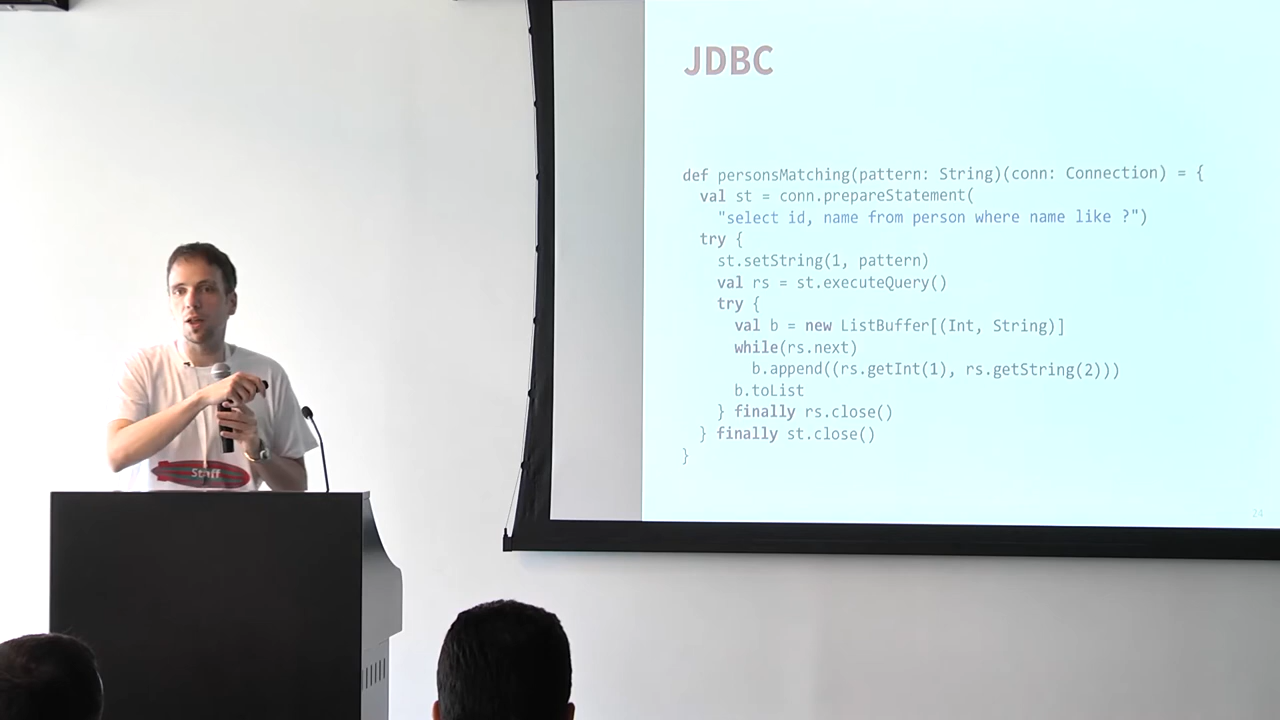 JDBC
def personsMatching(pattern: String)(conn: Connection) = {
val st = conn.prepareStatement(
"select id, name from person where name like ?")
try {
st.setString(1, pattern)
val rs = st.executeQuery()
try {
val b = new ListBuffer[(Int, String)]
while(rs.next)
b.append((rs.getInt(1), rs.getString(2)))
b.toList
} finally rs.close()
} finally st.close()
}
24
Staff